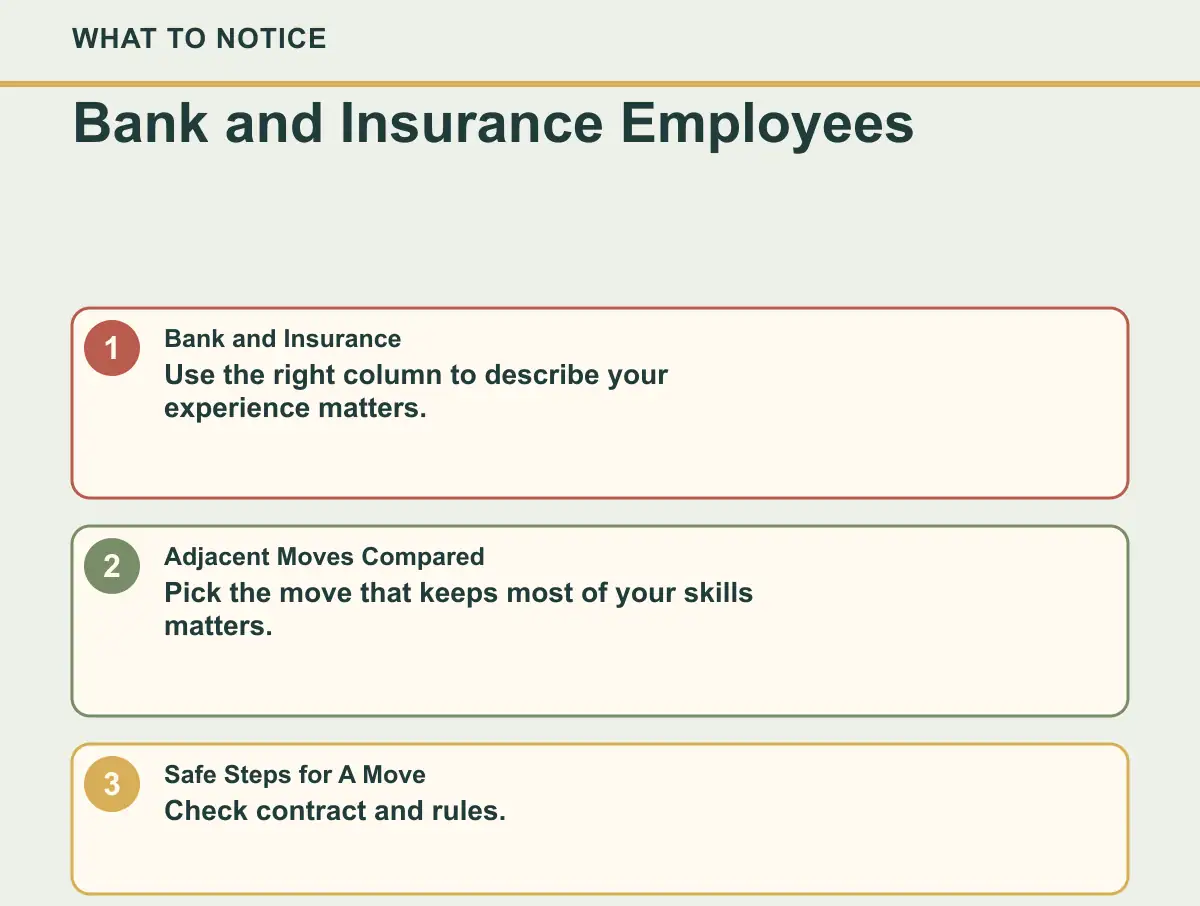 WHAT TO NOTICE
Bank and Insurance Employees
1
Bank and Insurance
Use the right column to describe your
experience matters.
2
Adjacent Moves Compared
Pick the move that keeps most of your skills
matters.
3
Safe Steps for A Move
Check contract and rules.